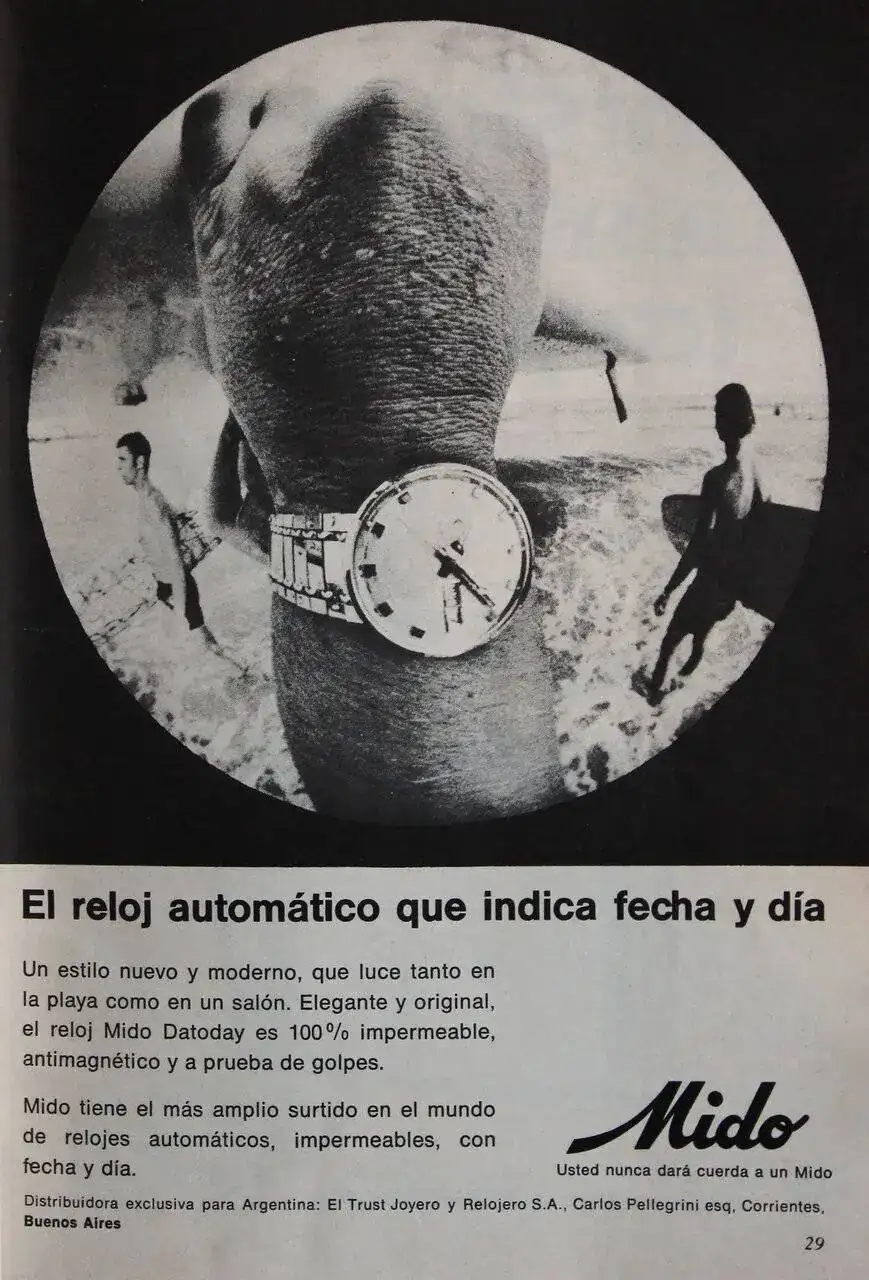 El reloj automático que indica fecha y día
Un estilo nuevo y moderno, que luce tanto en
la playa como en un salón. Elegante y original,
el reloj Mido Datoday es 100% impermeable,
antimagnético y a prueba de golpes.
Mido tiene el más amplio surtido en el mundo
de relojes automáticos, impermeables, con
fecha y día.
Mido
Usted nunca dará cuerda a un Mido
Distribuidora exclusiva para Argentina: El Trust Joyero y Relojero S.A., Carlos Pellegrini esq, Corrientes,
Buenos Aires
29